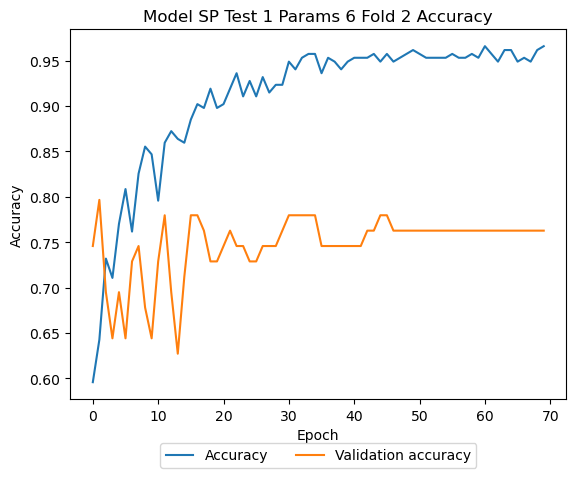 Model SP Test 1 Params 6 Fold 2 Accuracy
Accuracy
0.95
0.90
0.85
0.80
0.75
0.70
0.65
0.60
0 10 20 30 40 50 60 70
Epoch
Accuracy Validation accuracy